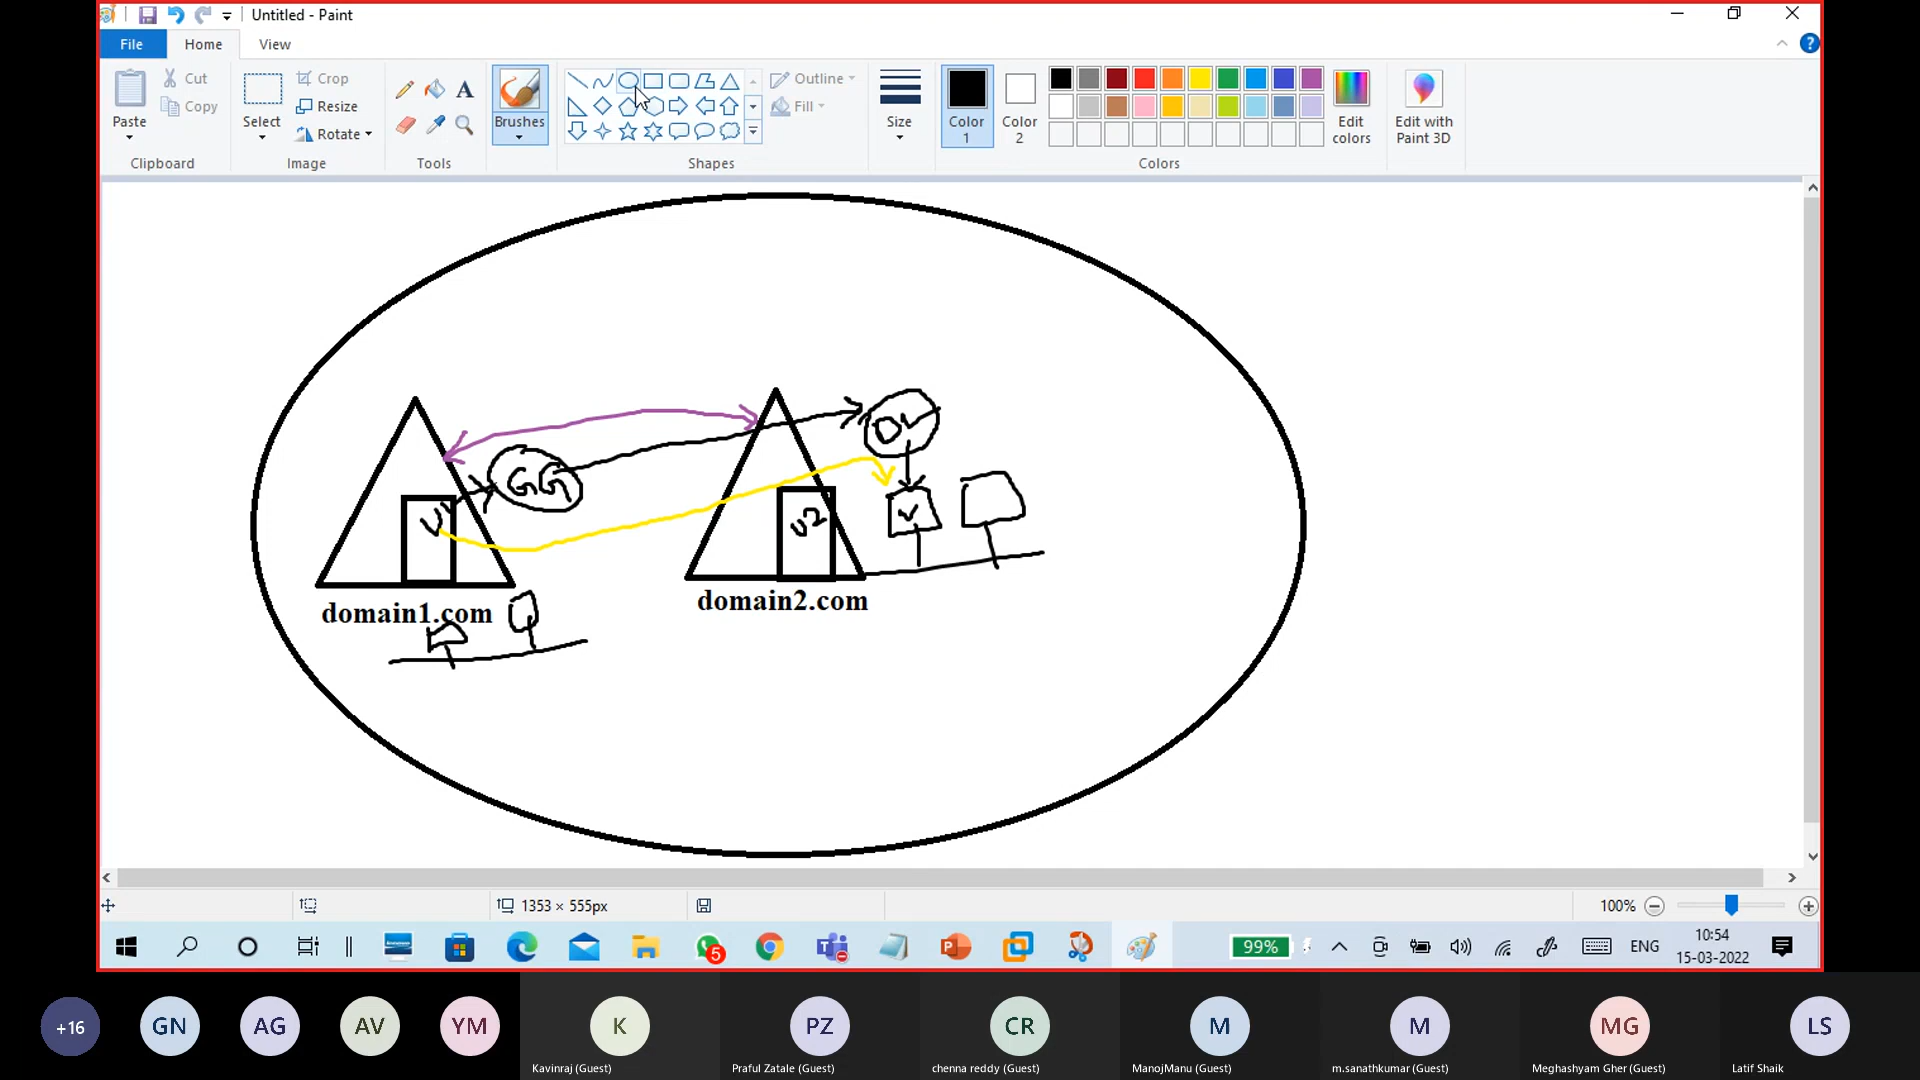 Untitled - Paint
File Home View
Cut
Copy
Paste
Clipboard
Select
Crop
Resize
Rotate
Image
Tools
Brushes
Shapes
Outline
Fill
Size
Color 1
Color 2
Colors
Edit colors
Edit with Paint 3D
GG
DL
U1
U2
domain1.com
domain2.com
1353 × 555px
100%
5
99%
ENG
10:54
15-03-2022
+16 GN AG AV YM K PZ CR M M MG LS
Kavinraj (Guest) Praful Zatale (Guest) chenna reddy (Guest) ManojManu (Guest) m.sanathkumar (Guest) Meghashyam Gher (Guest) Latif Shaik